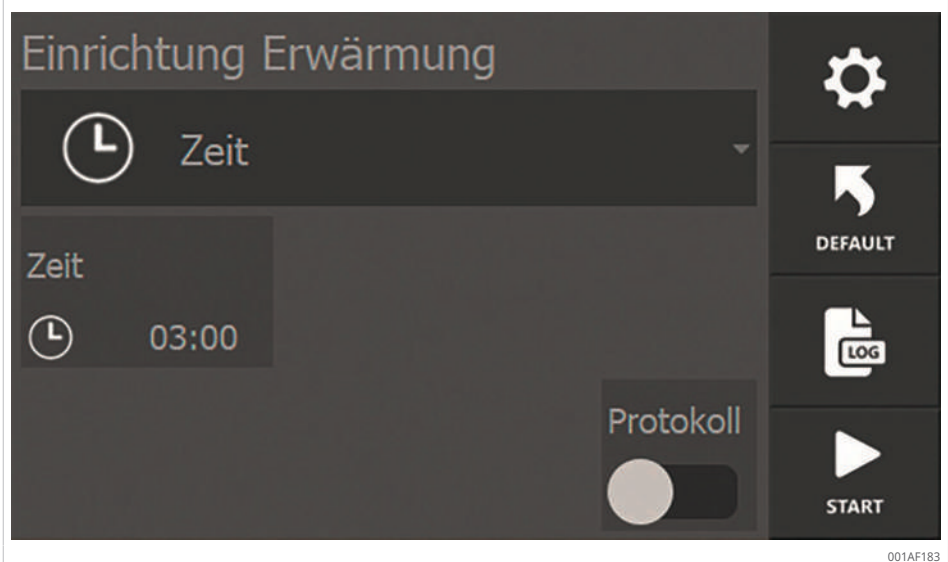 Einrichtung Erwärmung
Zeit
Zeit
03:00
Protokoll
DEFAULT
LOG
START
001AF183